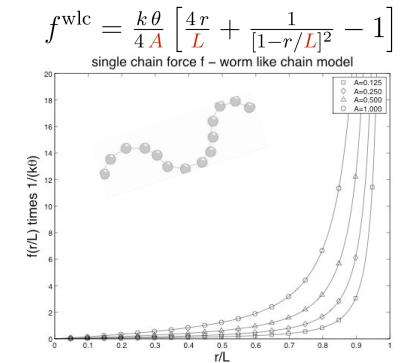 f^wlc = kθ/4A [4r/L + 1/[1−r/L]² − 1]
single chain force f – worm like chain model
A=0.125
A=0.250
A=0.500
A=1.000
f(r/L) times 1/(kθ)
20
18
16
14
12
10
8
6
4
2
0
0 0.1 0.2 0.3 0.4 0.5 0.6 0.7 0.8 0.9 1
r/L